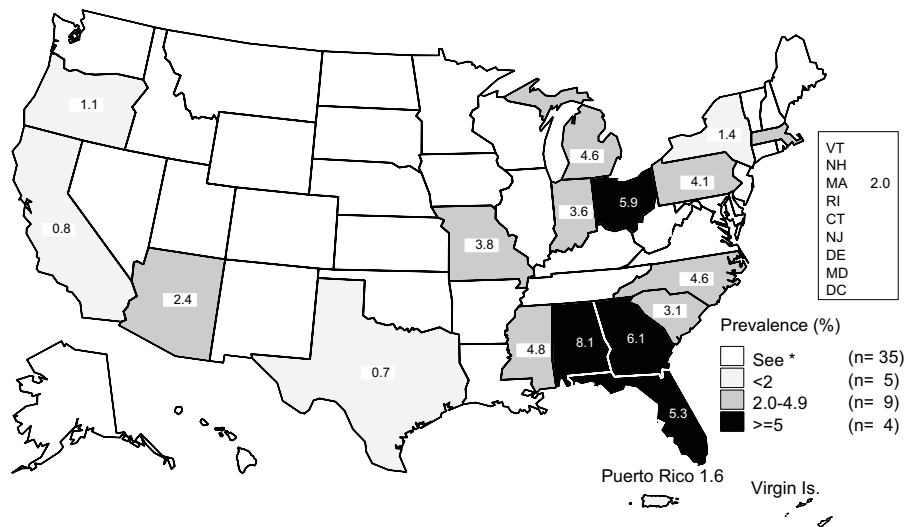 1.1
1.4
4.6
VT
NH
4.1
MA 2.0
5.9
RI
3.6
CT
0.8
NJ
3.8
DE
4.6
MD
2.4
DC
3.1
Prevalence (%)
6.1
8.1
4.8
See * (n= 35)
0.7
<2 (n= 5)
2.0-4.9 (n= 9)
5.3
>=5 (n= 4)
Puerto Rico 1.6
Virgin Is.